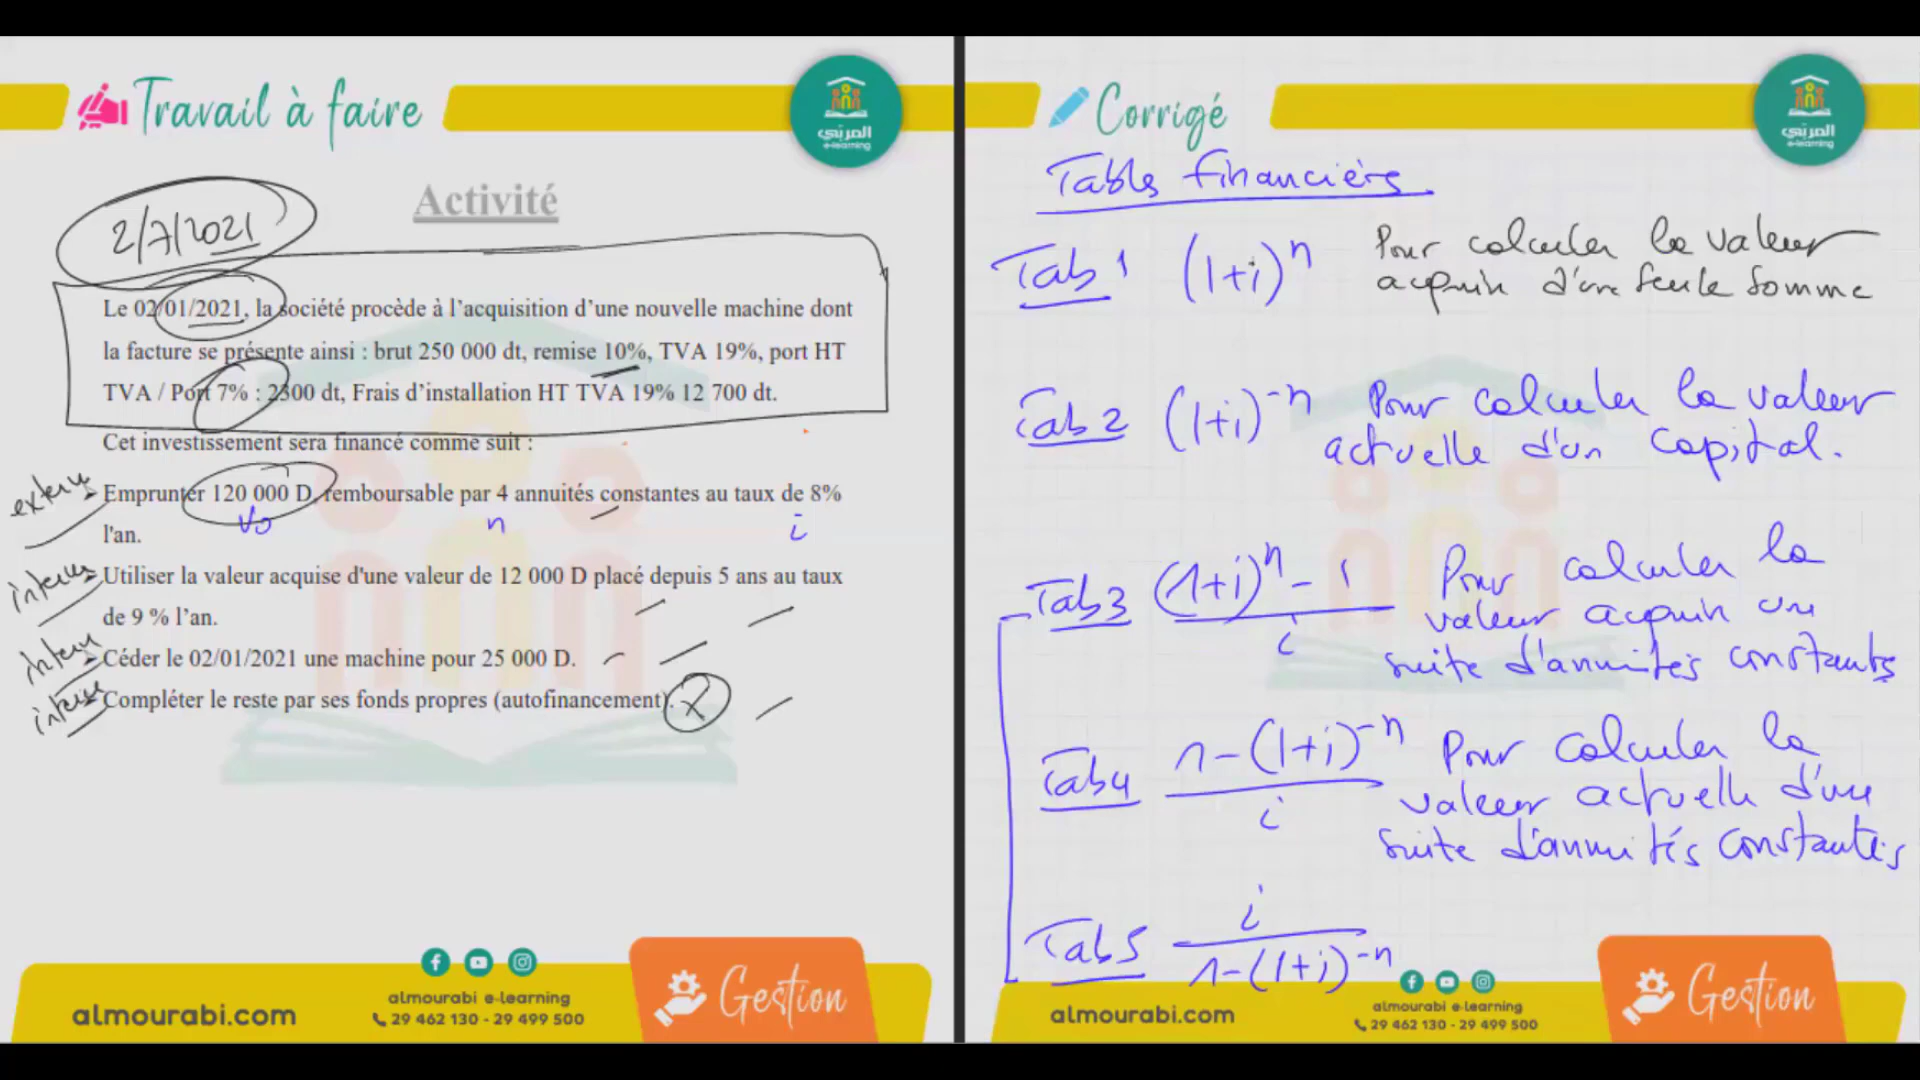 Travail à faire
المربّي
e-learning
Activité
2/7/2021
Le 02/01/2021, la société procède à l'acquisition d'une nouvelle machine dont
la facture se présente ainsi : brut 250 000 dt, remise 10%, TVA 19%, port HT
TVA / Port 7% : 2300 dt, Frais d'installation HT TVA 19% 12 700 dt.
Cet investissement sera financé comme suit :
externe
Emprunter 120 000 D, remboursable par 4 annuités constantes au taux de 8%
V0 n i
l'an.
interne
Utiliser la valeur acquise d'une valeur de 12 000 D placé depuis 5 ans au taux
de 9 % l'an.
interne
Céder le 02/01/2021 une machine pour 25 000 D.
interne
Compléter le reste par ses fonds propres (autofinancement).
almourabi.com
almourabi e-learning
29 462 130 - 29 499 500
Gestion
Corrigé
المربّي
e-learning
Tables financières
Tab 1 (1+i)^n Pour calculer la valeur
acquise d'une seule somme
Tab 2 (1+i)^-n Pour calculer la valeur
actuelle d'un capital.
Tab 3 (1+i)^n - 1 Pour calculer la
i
valeur acquise une
suite d'annuités constantes
Tab 4 1-(1+i)^-n Pour calculer la
i
valeur actuelle d'une
suite d'annuités constantes
Tab 5 i
1-(1+i)^-n
almourabi.com
almourabi e-learning
29 462 130 - 29 499 500
Gestion